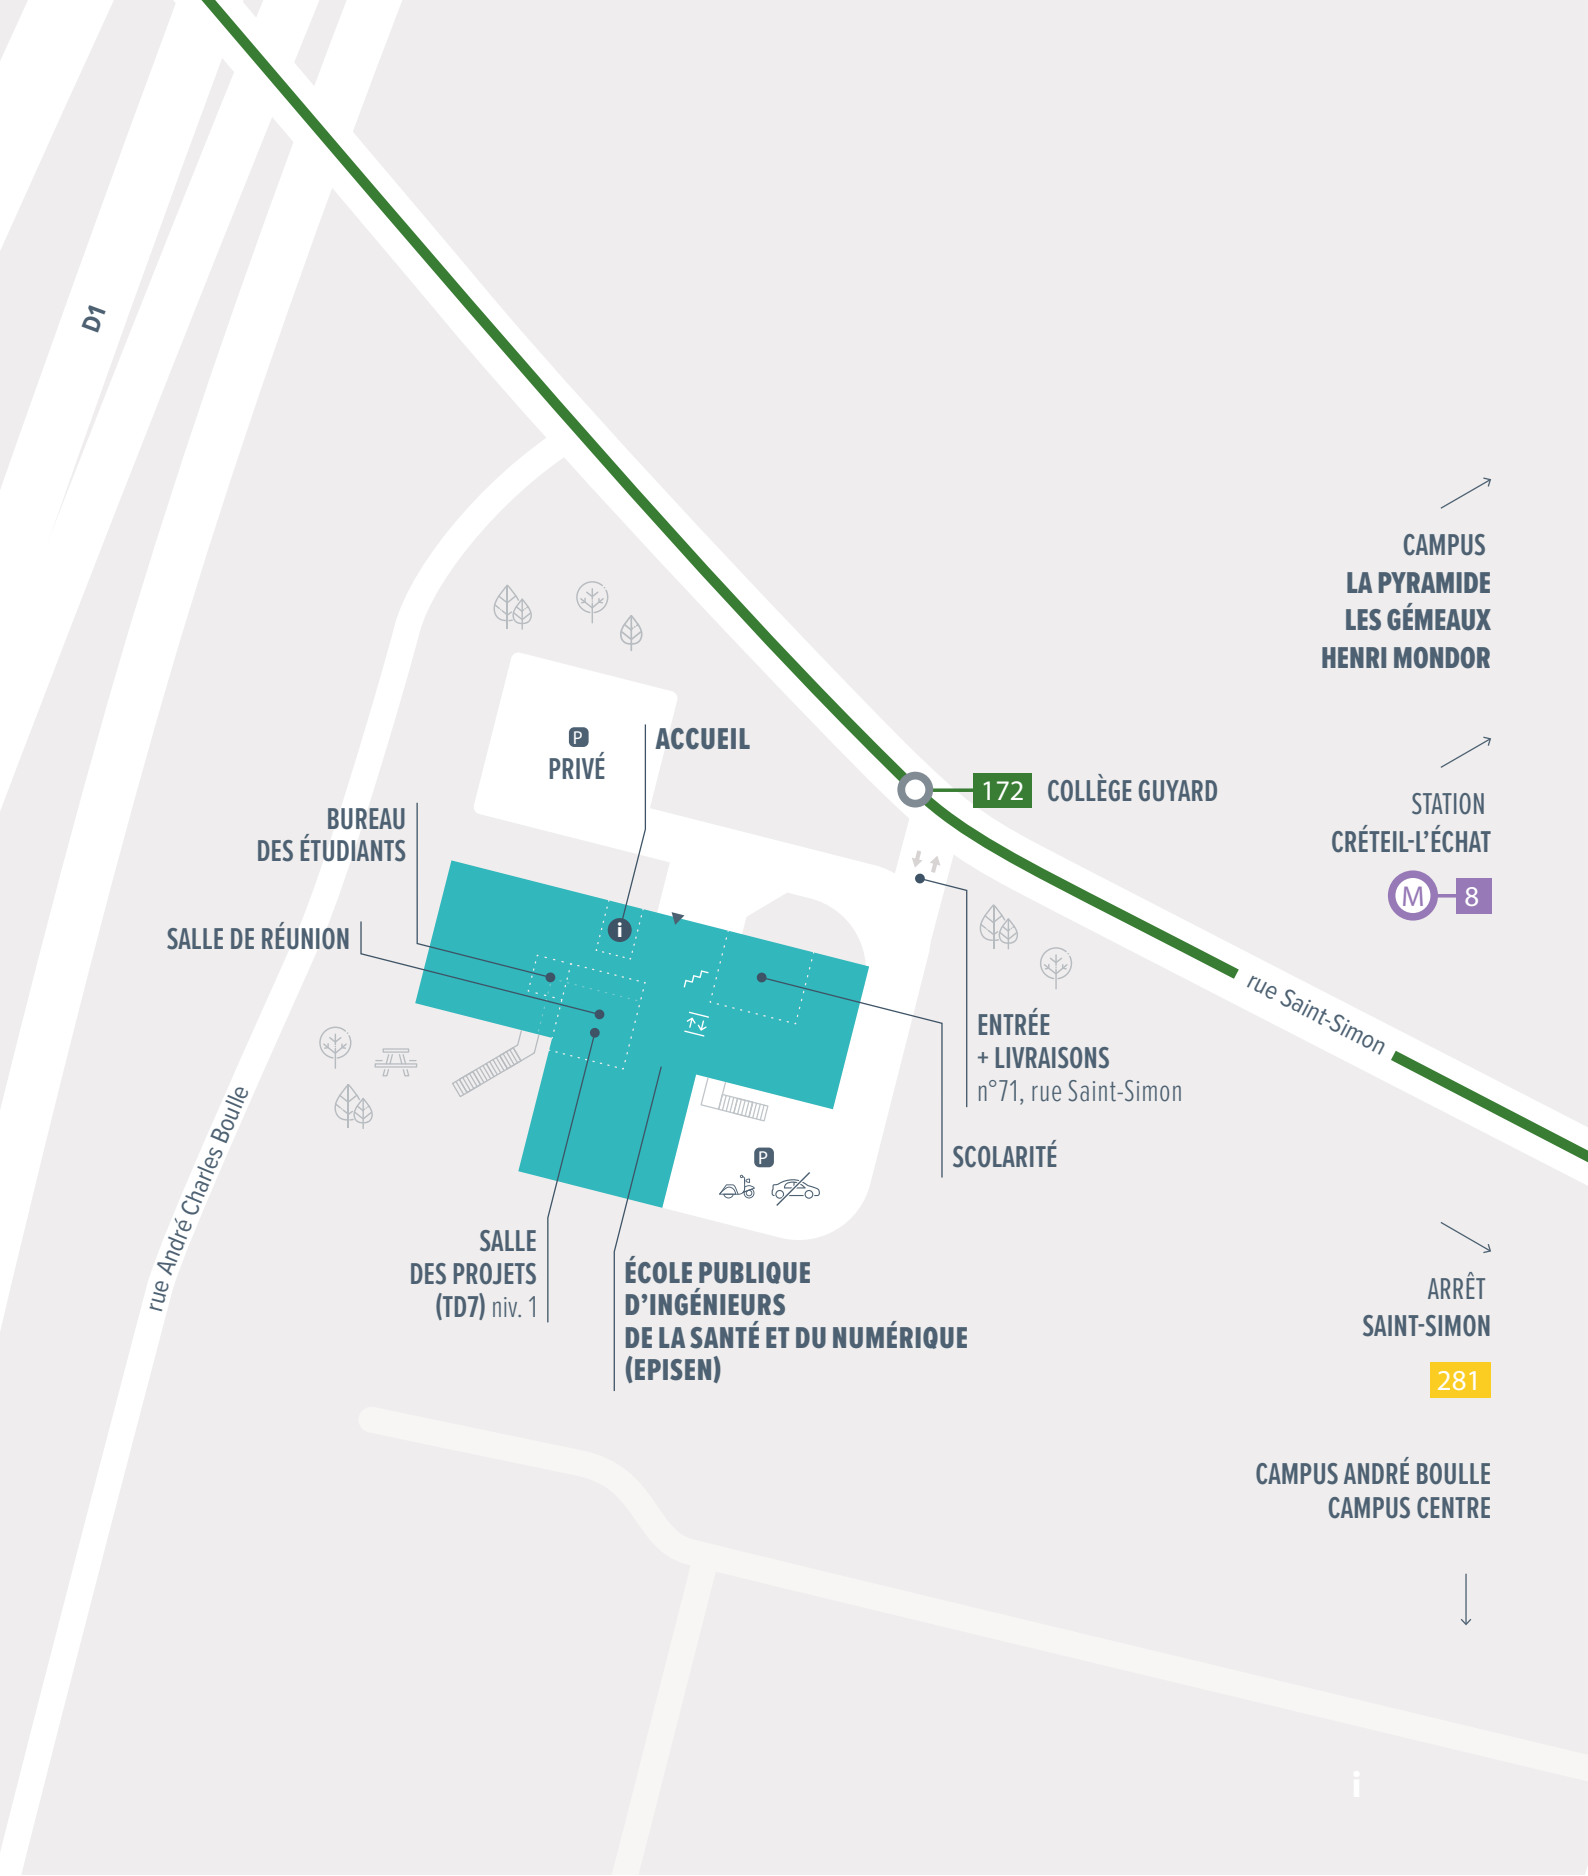 D1
CAMPUS
LA PYRAMIDE
LES GÉMEAUX
HENRI MONDOR
P
PRIVÉ
ACCUEIL
172
COLLÈGE GUYARD
STATION
CRÉTEIL-L'ÉCHAT
M
8
BUREAU
DES ÉTUDIANTS
SALLE DE RÉUNION
i
rue Saint-Simon
ENTRÉE
+ LIVRAISONS
n°71, rue Saint-Simon
SCOLARITÉ
P
rue André Charles Boulle
SALLE
DES PROJETS
(TD7) niv. 1
ÉCOLE PUBLIQUE
D'INGÉNIEURS
DE LA SANTÉ ET DU NUMÉRIQUE
(EPISEN)
ARRÊT
SAINT-SIMON
281
CAMPUS ANDRÉ BOULLE
CAMPUS CENTRE
i